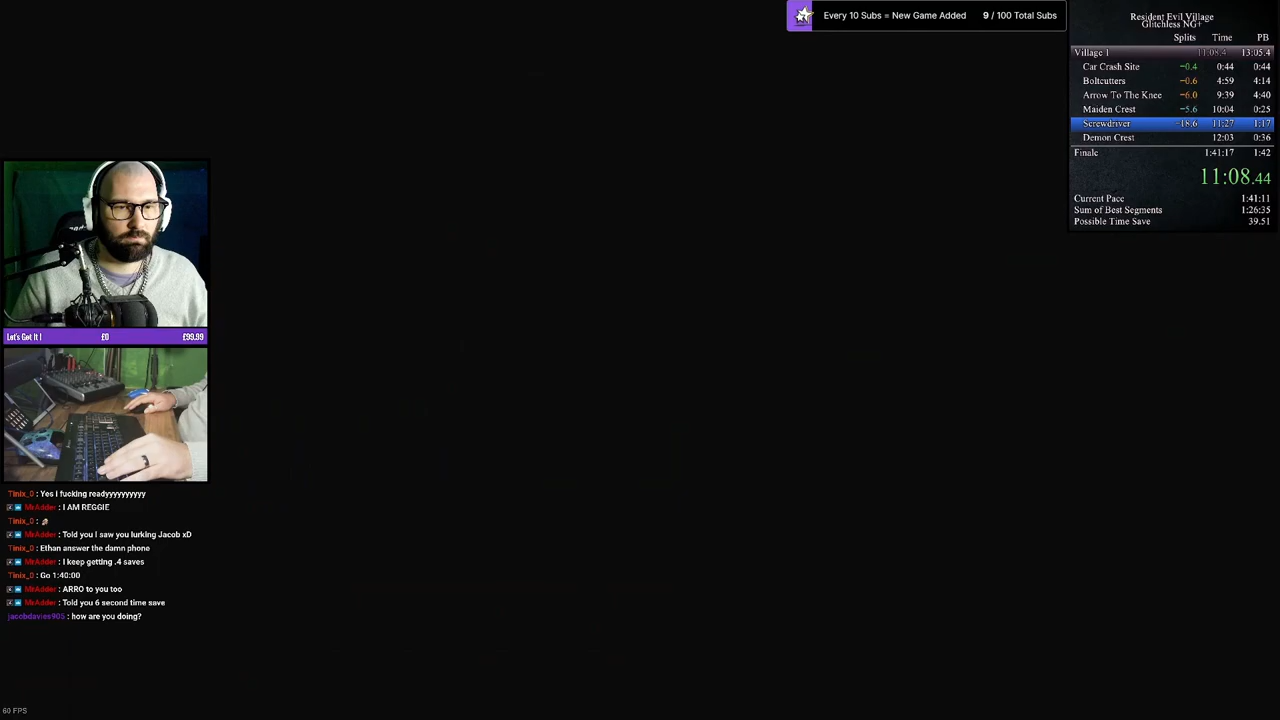 Every 10 Subs = New Game Added 9 / 100 Total Subs
Resident Evil Village
Glitchless NG+
Splits Time PB
Village 1 11:08.4 13:05.4
Car Crash Site −0.4 0:44 0:44
Boltcutters −0.6 4:59 4:14
Arrow To The Knee −6.0 9:39 4:40
Maiden Crest −5.6 10:04 0:25
Screwdriver −18.6 11:27 1:17
Demon Crest 12:03 0:36
Finale 1:41:17 1:42
11:08.44
Current Pace 1:41:11
Sum of Best Segments 1:26:35
Possible Time Save 39.51
Let's Get It ! £0 £99.99
Tinix_0 : Yes I fucking readyyyyyyyyyy
MrAdder : I AM REGGIE
Tinix_0 :
MrAdder : Told you I saw you lurking Jacob xD
Tinix_0 : Ethan answer the damn phone
MrAdder : I keep getting .4 saves
Tinix_0 : Go 1:40:00
MrAdder : ARRO to you too
MrAdder : Told you 6 second time save
jacobdavies905 : how are you doing?
60 FPS